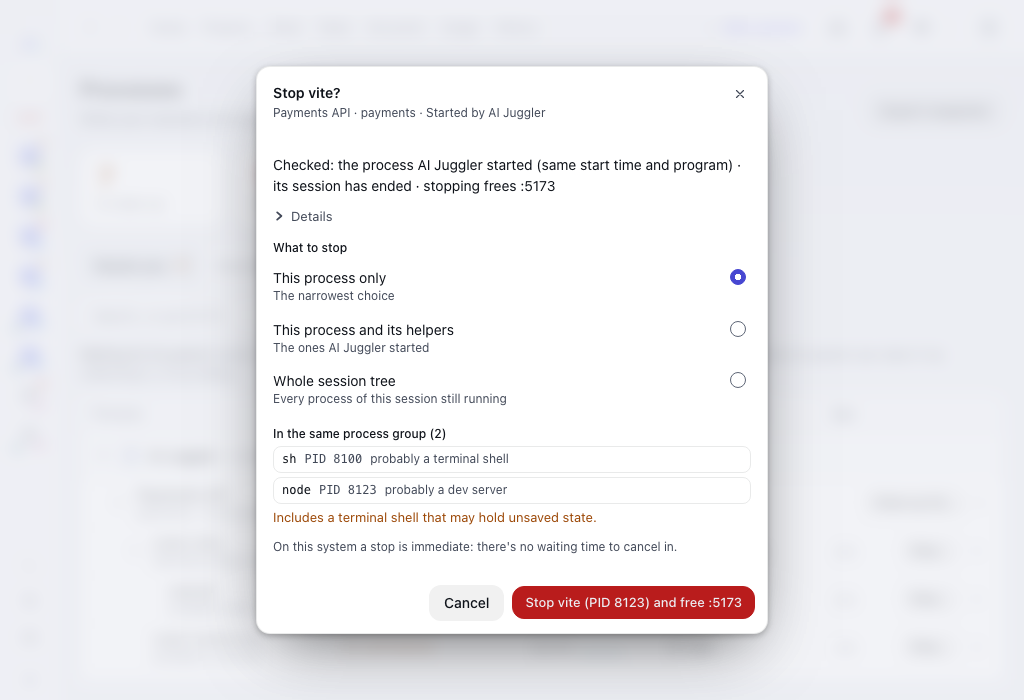 Stop vite?
Payments API · payments · Started by AI Juggler
Checked: the process AI Juggler started (same start time and program) ·
its session has ended · stopping frees :5173
Details
What to stop
This process only
The narrowest choice
This process and its helpers
The ones AI Juggler started
Whole session tree
Every process of this session still running
In the same process group (2)
sh PID 8100 probably a terminal shell
node PID 8123 probably a dev server
Includes a terminal shell that may hold unsaved state.
On this system a stop is immediate: there's no waiting time to cancel in.
Cancel
Stop vite (PID 8123) and free :5173